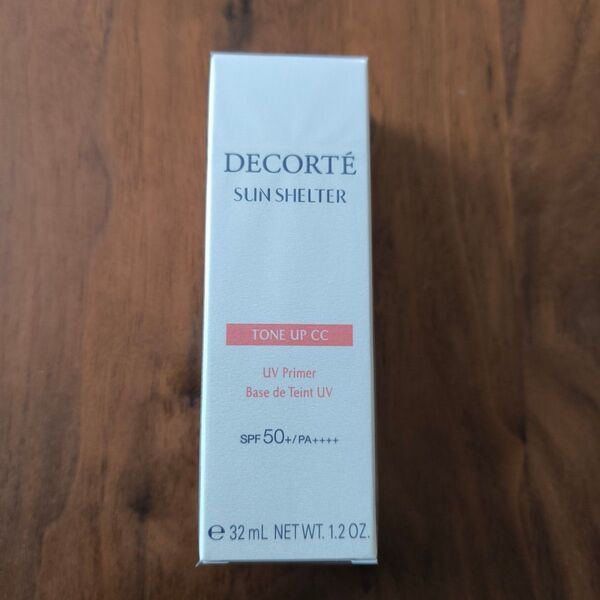 DECORTÉ
SUN SHELTER
TONE UP CC
UV Primer
Base de Teint UV
SPF 50+/PA++++
℮ 32 mL NET WT. 1.2 OZ.